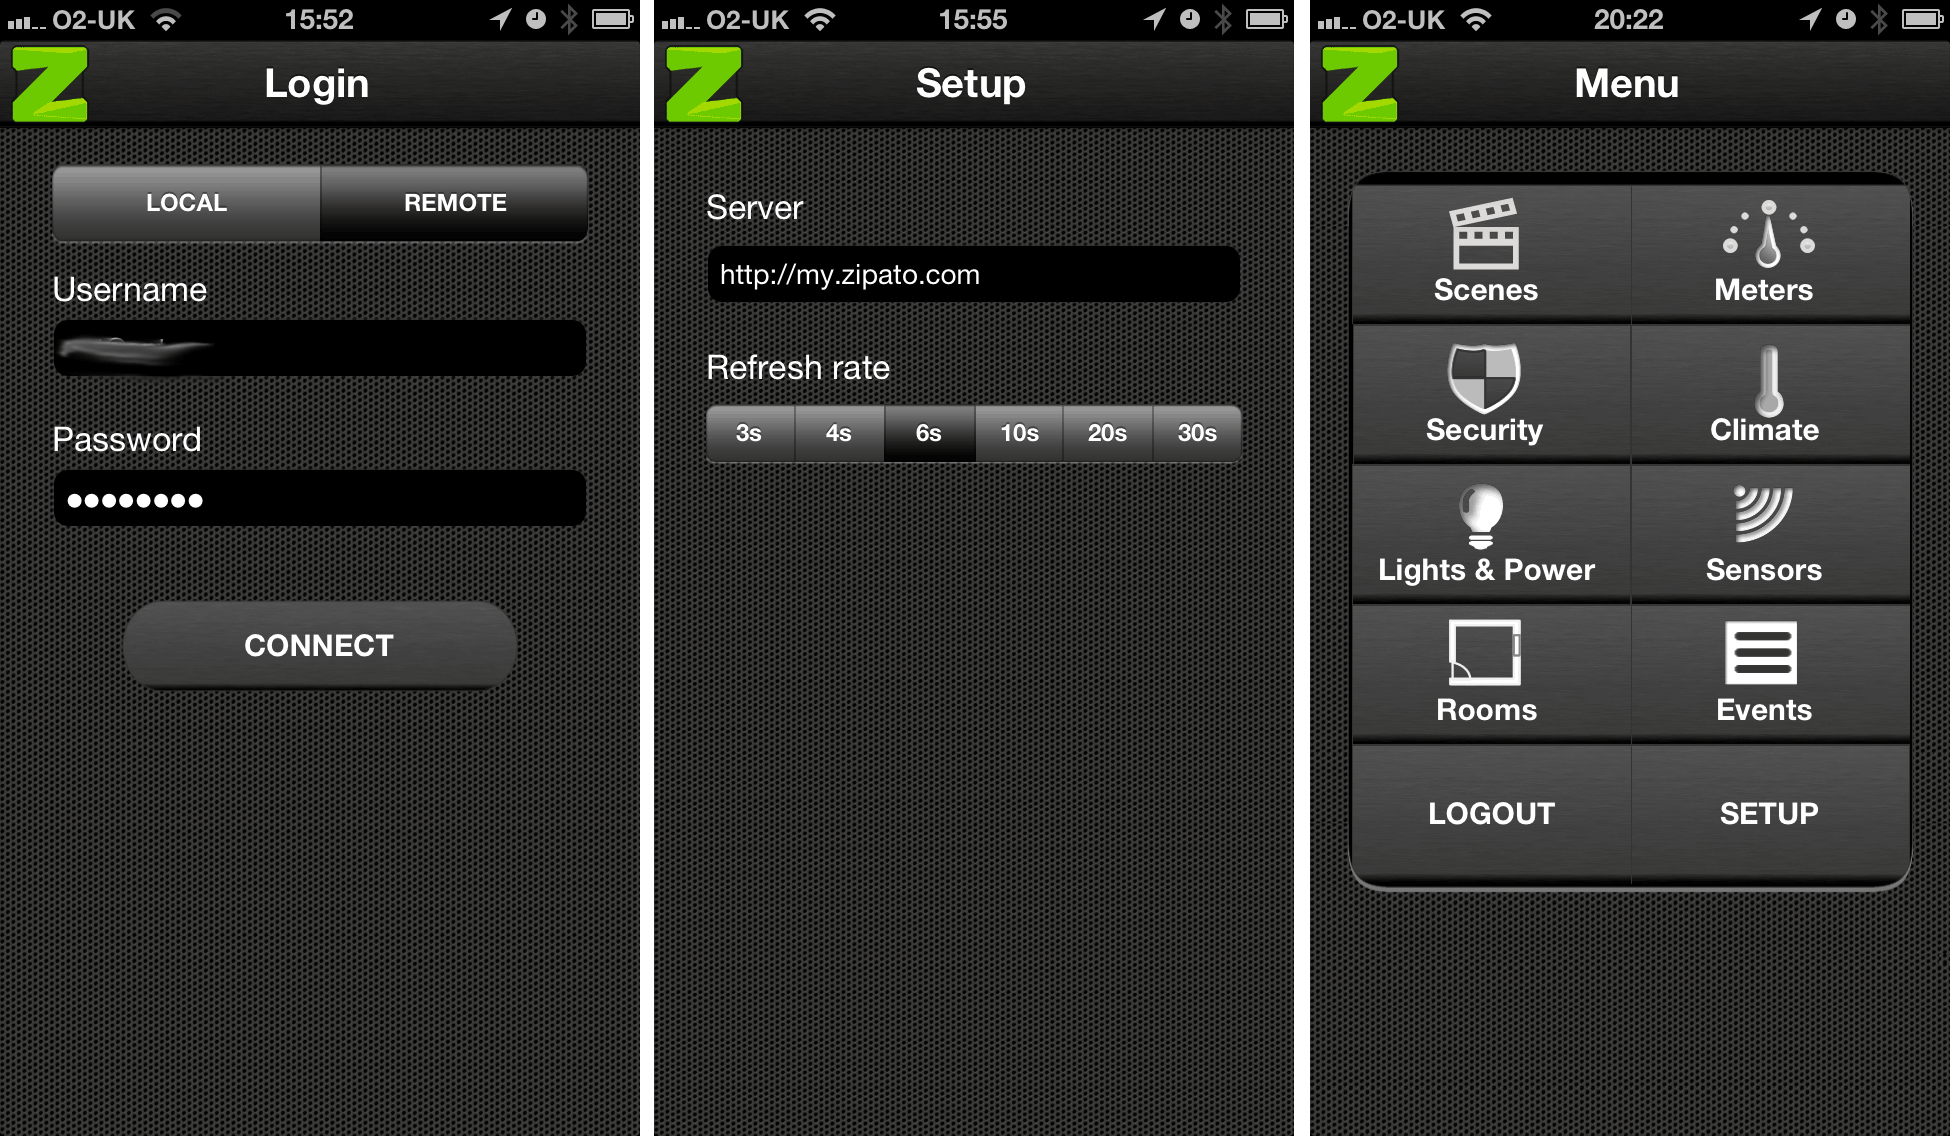 O2-UK 15:52
Login
LOCAL REMOTE
Username
Password
CONNECT
O2-UK 15:55
Setup
Server
http://my.zipato.com
Refresh rate
3s 4s 6s 10s 20s 30s
O2-UK 20:22
Menu
Scenes Meters
Security Climate
Lights & Power Sensors
Rooms Events
LOGOUT SETUP